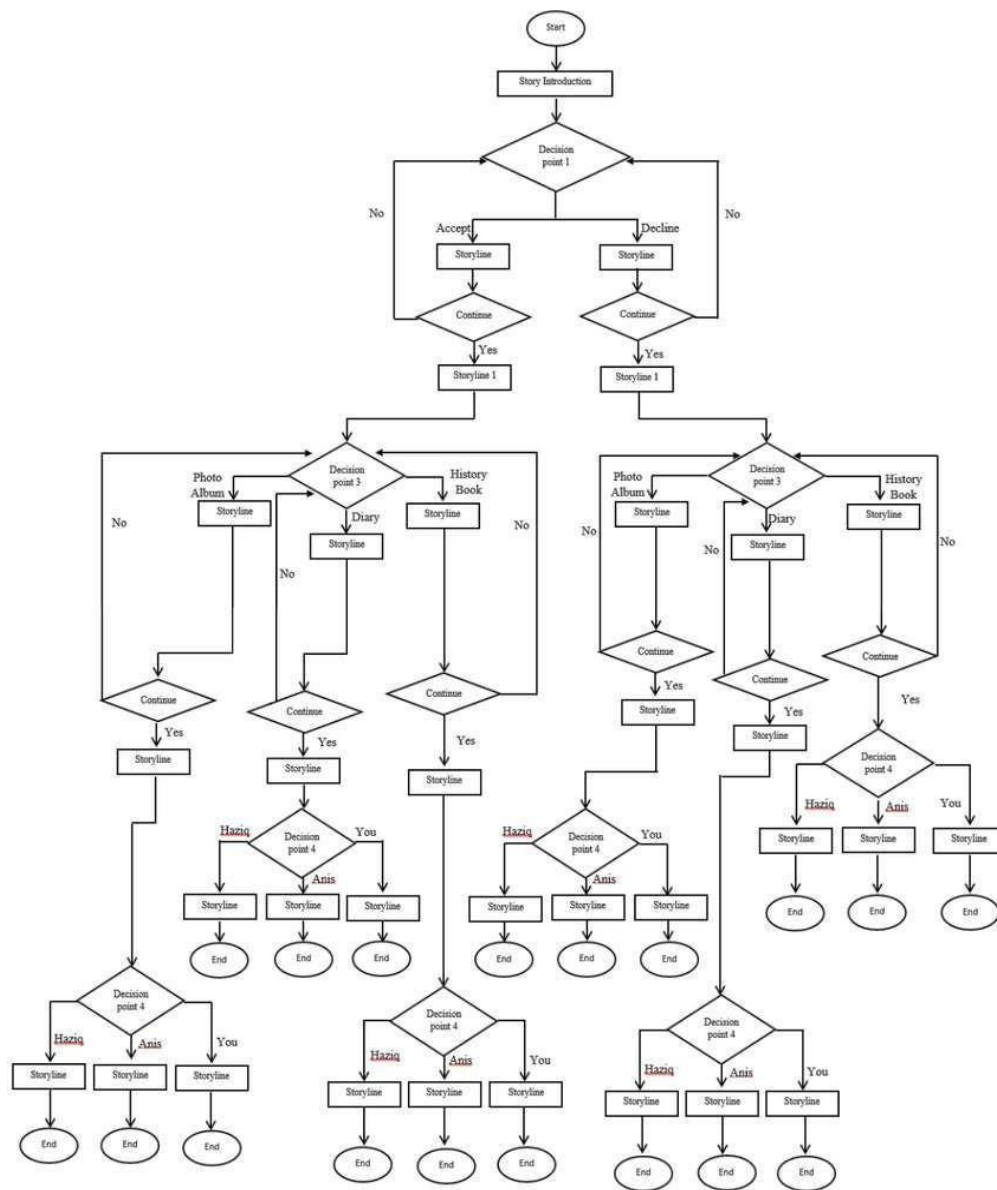 Start
Story Introduction
Decision
point 1
No
No
Accept
Decline
Storyline
Storyline
Continue
Continue
Yes
Yes
Storyline 1
Storyline 1
Decision
point 3
Photo
Album
History
Book
Storyline
Storyline
Diary
Storyline
No
No
No
Continue
Continue
Continue
Yes
Yes
Yes
Storyline
Storyline
Storyline
Decision
point 4
Haziq
You
Anis
Storyline
Storyline
Storyline
End
End
End
Decision
point 4
Haziq
Anis
You
Storyline
Storyline
Storyline
End
End
End
Decision
point 4
Haziq
Anis
You
Storyline
Storyline
Storyline
End
End
End
Decision
point 3
Photo
Album
History
Book
Storyline
Storyline
Diary
Storyline
No
No
No
Continue
Continue
Continue
Yes
Yes
Yes
Storyline
Storyline
Decision
point 4
Haziq
Anis
You
Storyline
Storyline
Storyline
End
End
End
Decision
point 4
Haziq
You
Anis
Storyline
Storyline
Storyline
End
End
End
Decision
point 4
Haziq
Anis
You
Storyline
Storyline
Storyline
End
End
End